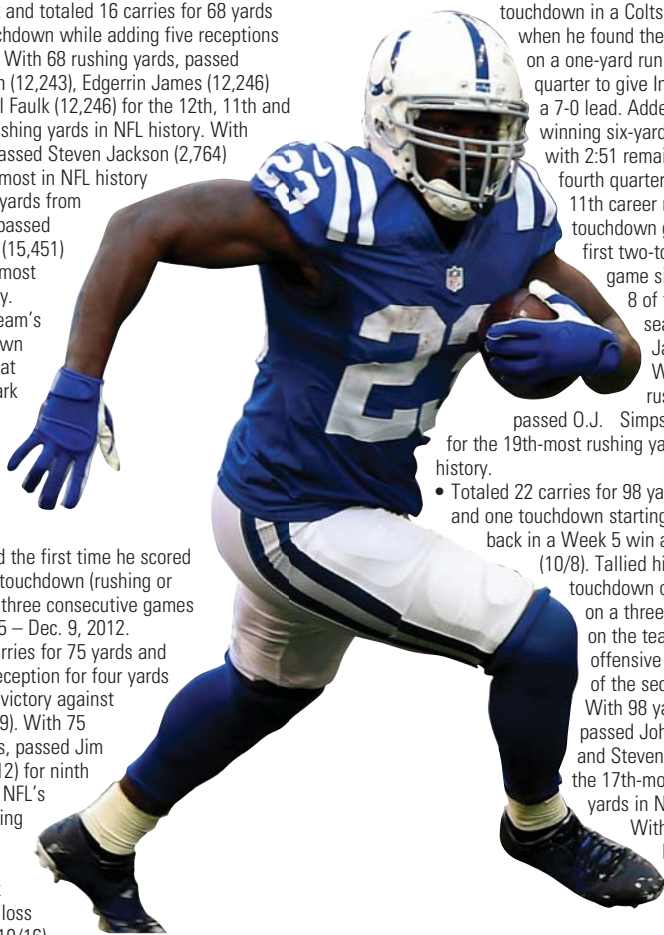 and totaled 16 carries for 68 yards
chdown while adding five receptions
With 68 rushing yards, passed
(12,243), Edgerrin James (12,246)
l Faulk (12,246) for the 12th, 11th and
shing yards in NFL history. With
assed Steven Jackson (2,764)
most in NFL history
yards from
passed
(15,451)
most
y.
eam's
wn
at
ark
d the first time he scored
touchdown (rushing or
three consecutive games
5 – Dec. 9, 2012.
rries for 75 yards and
eception for four yards
victory against
9). With 75
s, passed Jim
12) for ninth
NFL's
ing
loss
10/16)
23
23
touchdown in a Colts
when he found the
on a one-yard run
quarter to give In
a 7-0 lead. Adde
winning six-yard
with 2:51 remai
fourth quarter
11th career
touchdown g
first two-to
game si
8 of
sea
Ja
W
rus
passed O.J. Simps
for the 19th-most rushing ya
history.
• Totaled 22 carries for 98 ya
and one touchdown starting
back in a Week 5 win a
(10/8). Tallied hi
touchdown o
on a three
on the tea
offensive
of the sec
With 98 ya
passed Joh
and Steven
the 17th-mo
yards in N
With